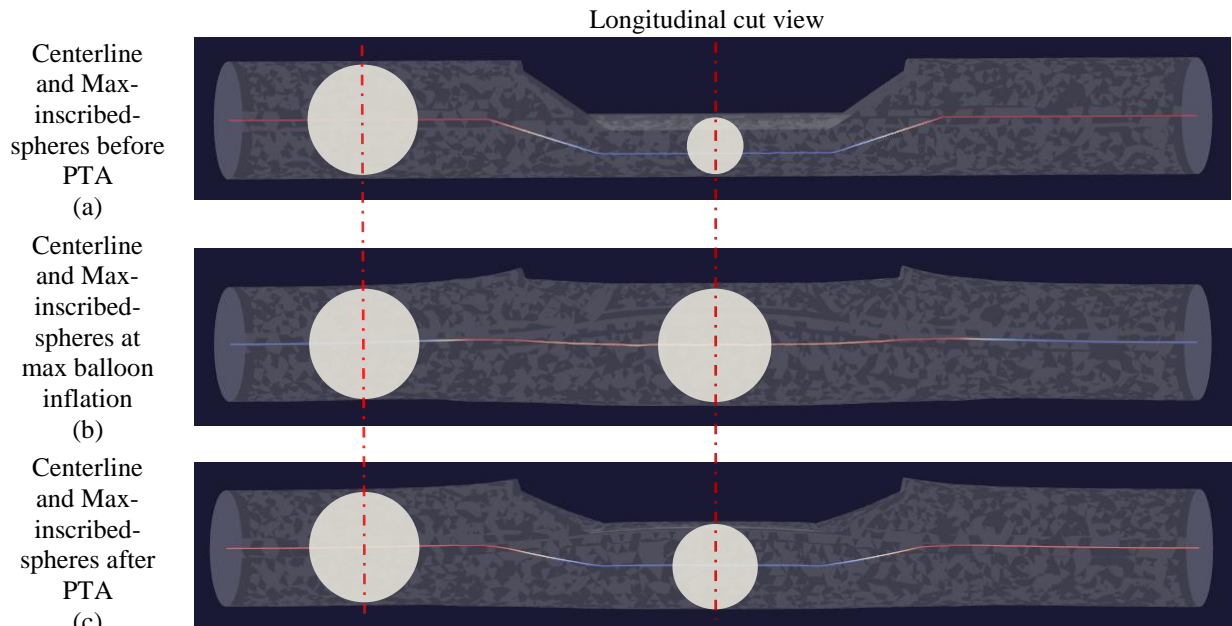 Longitudinal cut view
Centerline
and Max-
inscribed-
spheres before
PTA
(a)
Centerline
and Max-
inscribed-
spheres at
max balloon
inflation
(b)
Centerline
and Max-
inscribed-
spheres after
PTA
(c)